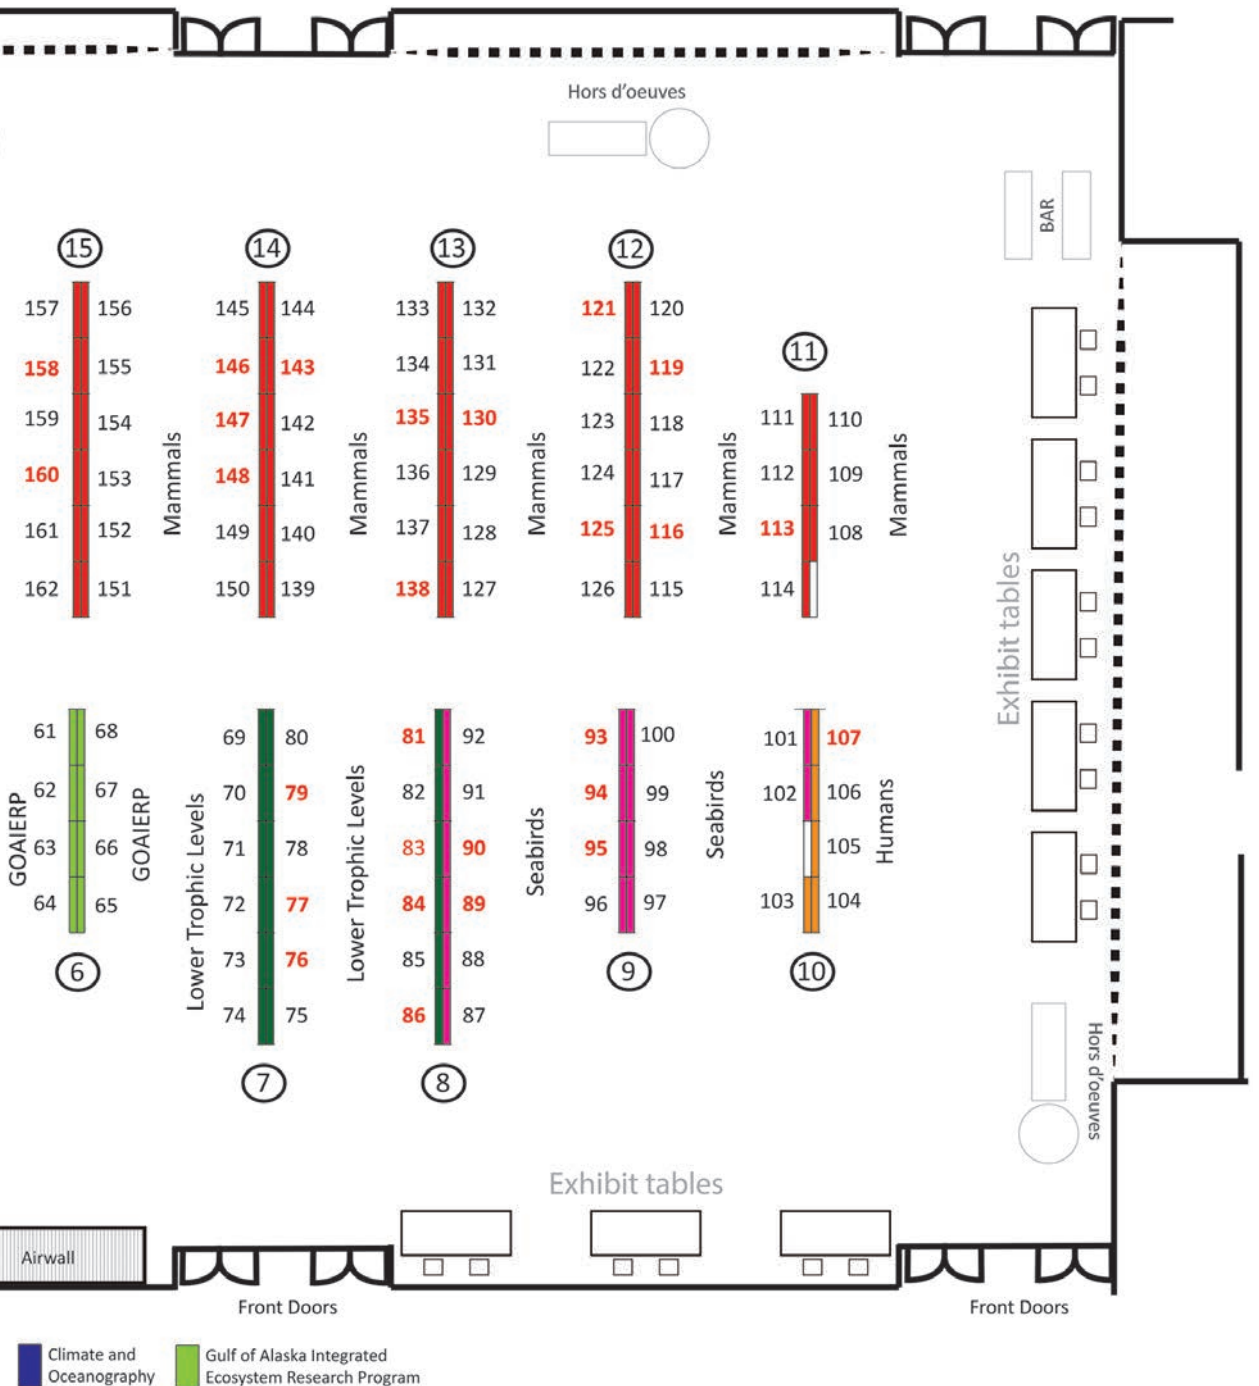 Hors d'oeuves
BAR
15
14
13
12
157 156
145 144
133 132
121 120
158 155
146 143
134 131
122 119
11
159 154
147 142
135 130
123 118
111 110
160 153
148 141
136 129
124 117
112 109
161 152
149 140
137 128
125 116
113 108
162 151
150 139
138 127
126 115
114
Mammals
Mammals
Mammals
Mammals
Mammals
Exhibit tables
61 68
69 80
81 92
93 100
101 107
62 67
70 79
82 91
94 99
102 106
63 66
71 78
83 90
95 98
105
64 65
72 77
84 89
96 97
103 104
73 76
85 88
74 75
86 87
GOAIERP
GOAIERP
Lower Trophic Levels
Lower Trophic Levels
Seabirds
Seabirds
Humans
6
9
10
7
8
Hors d'oeuves
Exhibit tables
Airwall
Front Doors
Front Doors
Climate and
Oceanography
Gulf of Alaska Integrated
Ecosystem Research Program